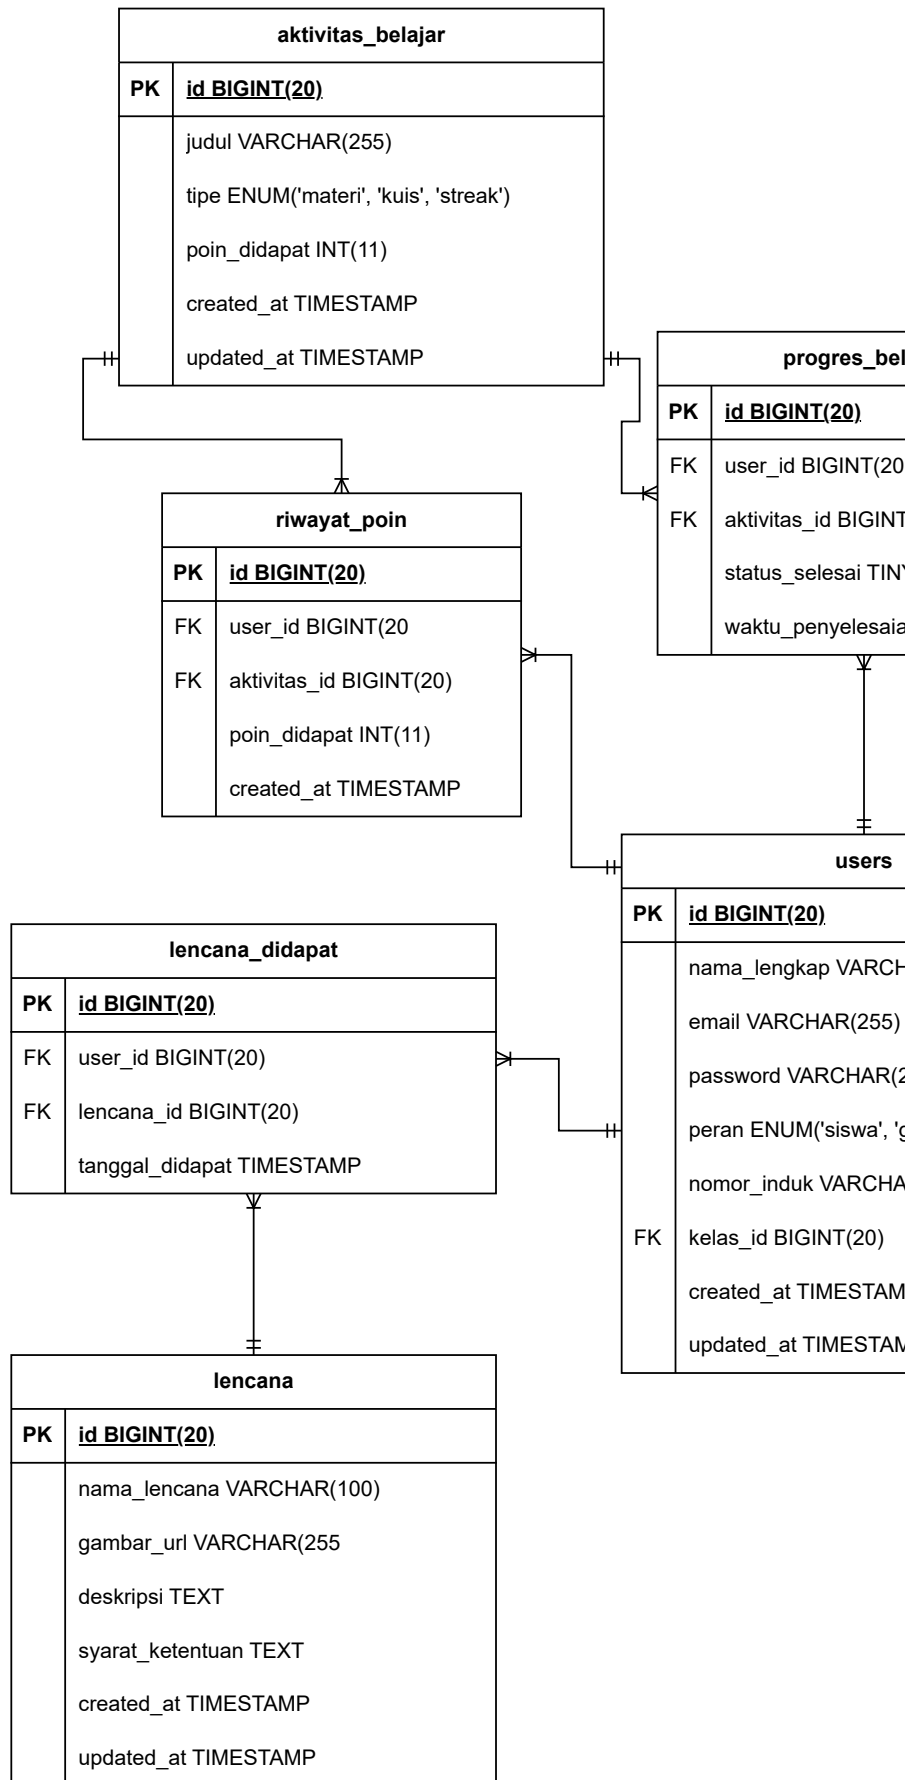 aktivitas_belajar
PK id BIGINT(20)
judul VARCHAR(255)
tipe ENUM('materi', 'kuis', 'streak')
poin_didapat INT(11)
created_at TIMESTAMP
updated_at TIMESTAMP
progres_bel
PK id BIGINT(20)
FK user_id BIGINT(20
FK aktivitas_id BIGINT
status_selesai TIN
waktu_penyelesaia
riwayat_poin
PK id BIGINT(20)
FK user_id BIGINT(20
FK aktivitas_id BIGINT(20)
poin_didapat INT(11)
created_at TIMESTAMP
users
PK id BIGINT(20)
nama_lengkap VARCH
email VARCHAR(255)
password VARCHAR(2
peran ENUM('siswa', 'g
nomor_induk VARCHA
FK kelas_id BIGINT(20)
created_at TIMESTAM
updated_at TIMESTAM
lencana_didapat
PK id BIGINT(20)
FK user_id BIGINT(20)
FK lencana_id BIGINT(20)
tanggal_didapat TIMESTAMP
lencana
PK id BIGINT(20)
nama_lencana VARCHAR(100)
gambar_url VARCHAR(255
deskripsi TEXT
syarat_ketentuan TEXT
created_at TIMESTAMP
updated_at TIMESTAMP